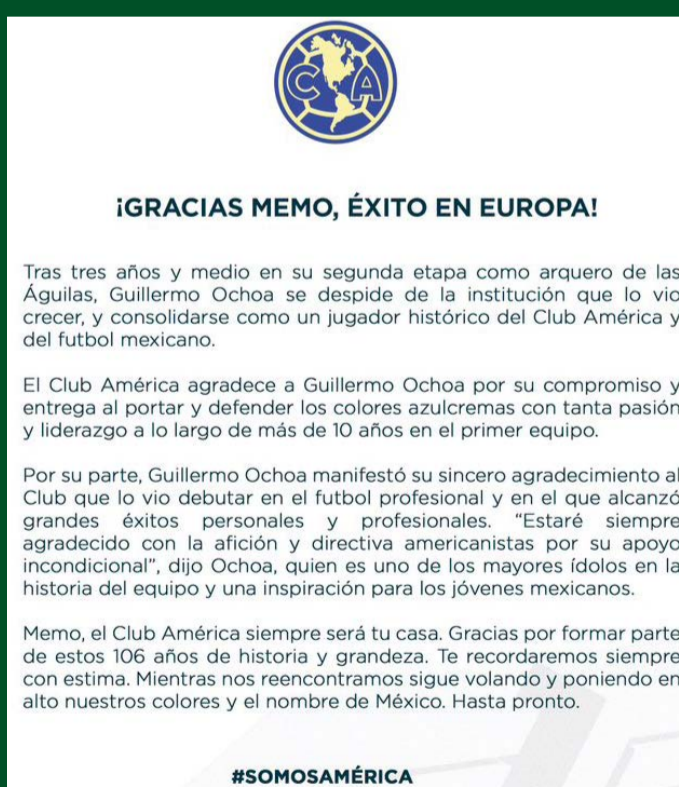 CA
¡GRACIAS MEMO, ÉXITO EN EUROPA!
Tras tres años y medio en su segunda etapa como arquero de las
Águilas, Guillermo Ochoa se despide de la institución que lo vio
crecer, y consolidarse como un jugador histórico del Club América y
del futbol mexicano.
El Club América agradece a Guillermo Ochoa por su compromiso y
entrega al portar y defender los colores azulcremas con tanta pasión
y liderazgo a lo largo de más de 10 años en el primer equipo.
Por su parte, Guillermo Ochoa manifestó su sincero agradecimiento al
Club que lo vio debutar en el futbol profesional y en el que alcanzó
grandes éxitos personales y profesionales. “Estaré siempre
agradecido con la afición y directiva americanistas por su apoyo
incondicional”, dijo Ochoa, quien es uno de los mayores ídolos en la
historia del equipo y una inspiración para los jóvenes mexicanos.
Memo, el Club América siempre será tu casa. Gracias por formar parte
de estos 106 años de historia y grandeza. Te recordaremos siempre
con estima. Mientras nos reencontramos sigue volando y poniendo en
alto nuestros colores y el nombre de México. Hasta pronto.
#SOMOSAMÉRICA